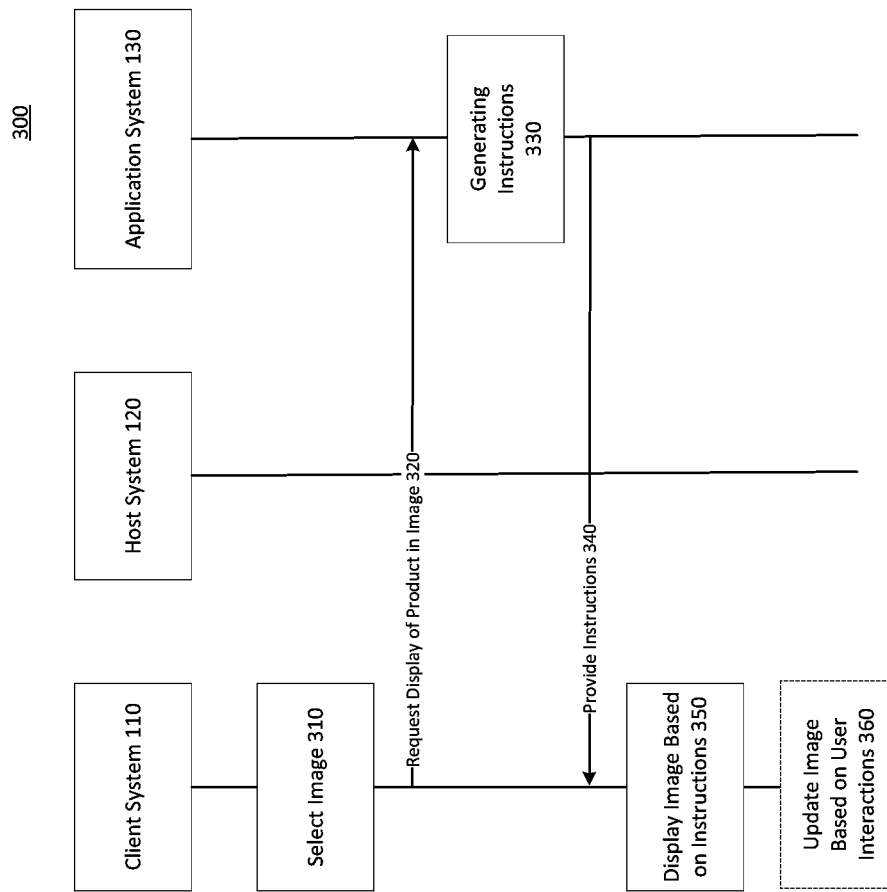 300
Client System 110
Host System 120
Application System 130
Select Image 310
Request Display of Product in Image 320
Generating
Instructions
330
Provide Instructions 340
Display Image Based
on Instructions 350
Update Image
Based on User
Interactions 360